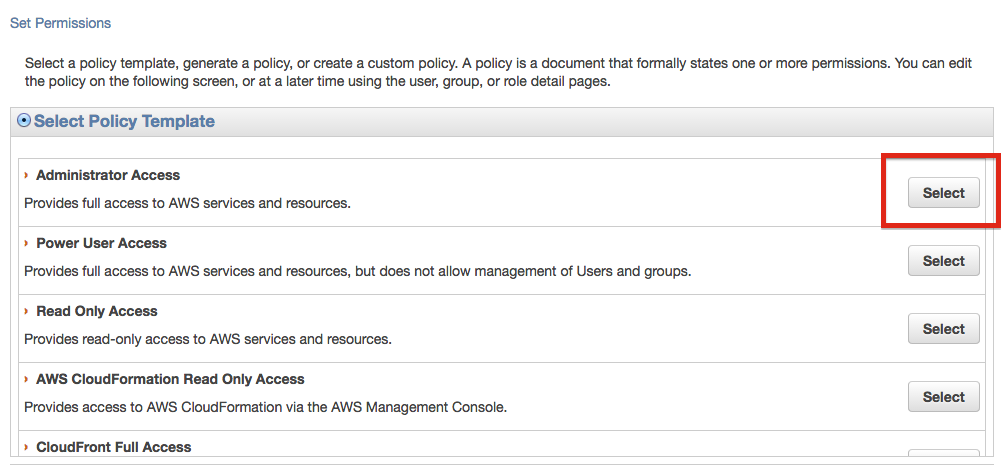 Set Permissions
Select a policy template, generate a policy, or create a custom policy. A policy is a document that formally states one or more permissions. You can edit
the policy on the following screen, or at a later time using the user, group, or role detail pages.
Select Policy Template
Administrator Access
Select
Provides full access to AWS services and resources.
Power User Access
Select
Provides full access to AWS services and resources, but does not allow management of Users and groups.
Read Only Access
Select
Provides read-only access to AWS services and resources.
AWS CloudFormation Read Only Access
Select
Provides access to AWS CloudFormation via the AWS Management Console.
CloudFront Full Access